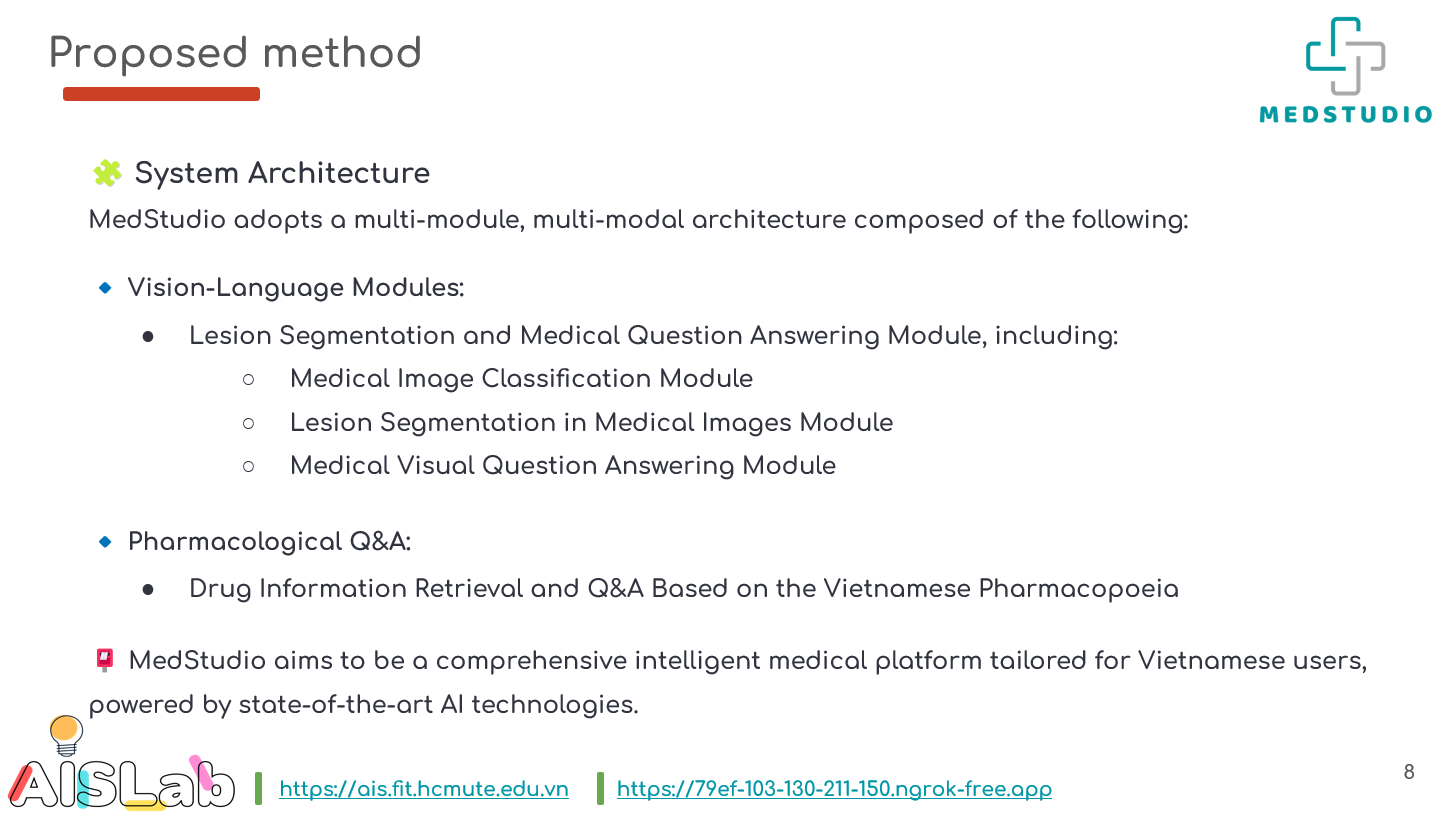 Proposed method
MEDSTUDIO
🧩 System Architecture
MedStudio adopts a multi-module, multi-modal architecture composed of the following:
🔹 Vision-Language Modules:
● Lesion Segmentation and Medical Question Answering Module, including:
○ Medical Image Classification Module
○ Lesion Segmentation in Medical Images Module
○ Medical Visual Question Answering Module
🔹 Pharmacological Q&A:
● Drug Information Retrieval and Q&A Based on the Vietnamese Pharmacopoeia
📮 MedStudio aims to be a comprehensive intelligent medical platform tailored for Vietnamese users,
powered by state-of-the-art AI technologies.
AISLab
https://ais.fit.hcmute.edu.vn
https://79ef-103-130-211-150.ngrok-free.app
8